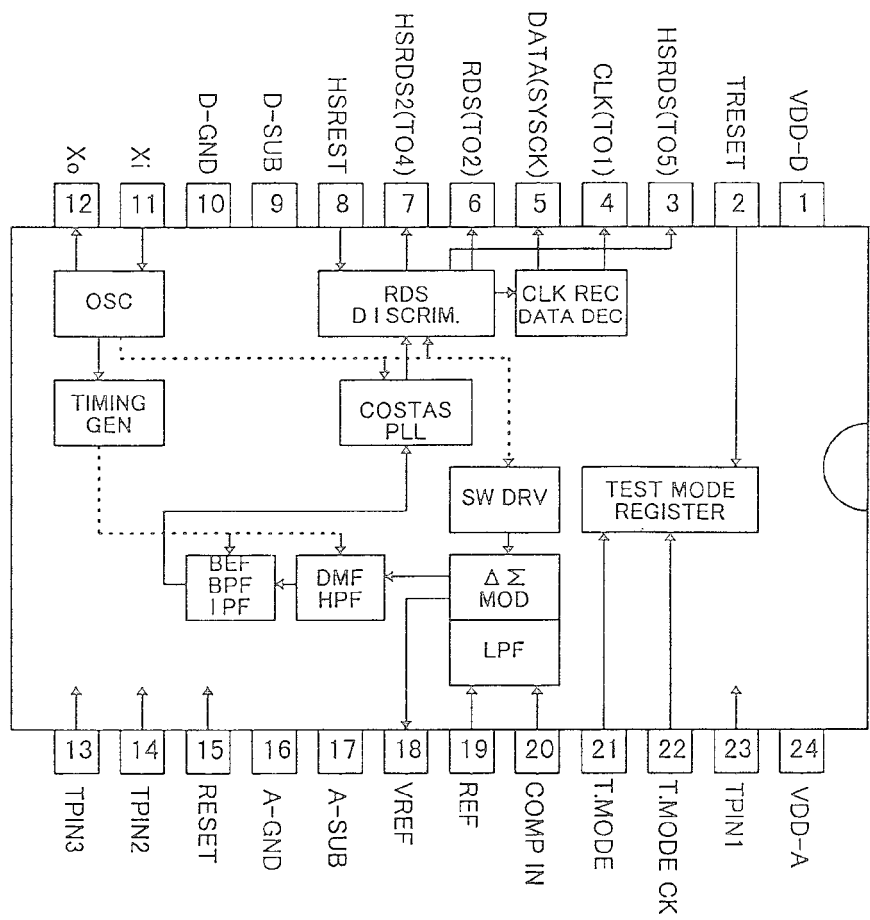 Xo
Xi
D-GND
D-SUB
HSREST
HSRDS2(TO4)
RDS(TO2)
DATA(SYSCK)
CLK(TO1)
HSRDS(TO5)
TRESET
VDD-D
12
11
10
9
8
7
6
5
4
3
2
1
OSC
RDS
DISCRIM.
CLK REC
DATA DEC
TIMING
GEN
COSTAS
PLL
SW DRV
TEST MODE
REGISTER
BEF
BPF
IPF
DMF
HPF
Δ Σ
MOD
LPF
13
14
15
16
17
18
19
20
21
22
23
24
TPIN3
TPIN2
RESET
A-GND
A-SUB
VREF
REF
COMP IN
T.MODE
T.MODE CK
TPIN1
VDD-A